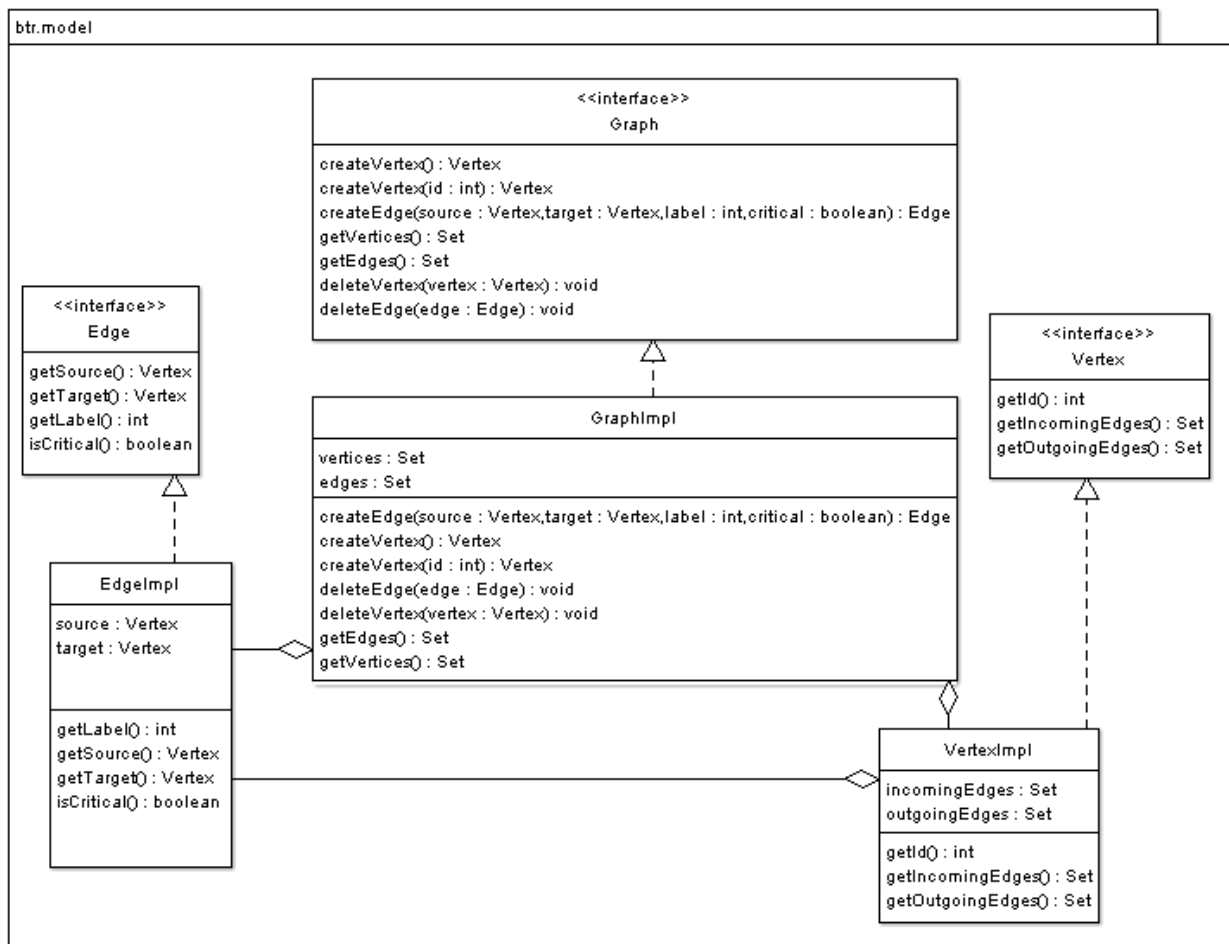 btr.model
<<interface>>
Graph
createVertex() : Vertex
createVertex(id : int) : Vertex
createEdge(source : Vertex,target : Vertex,label : int,critical : boolean) : Edge
getVertices() : Set
getEdges() : Set
deleteVertex(vertex : Vertex) : void
deleteEdge(edge : Edge) : void
<<interface>>
Edge
getSource() : Vertex
getTarget() : Vertex
getLabel() : int
isCritical() : boolean
<<interface>>
Vertex
getId() : int
getIncomingEdges() : Set
getOutgoingEdges() : Set
GraphImpl
vertices : Set
edges : Set
createEdge(source : Vertex,target : Vertex,label : int,critical : boolean) : Edge
createVertex() : Vertex
createVertex(id : int) : Vertex
deleteEdge(edge : Edge) : void
deleteVertex(vertex : Vertex) : void
getEdges() : Set
getVertices() : Set
EdgeImpl
source : Vertex
target : Vertex
getLabel() : int
getSource() : Vertex
getTarget() : Vertex
isCritical() : boolean
VertexImpl
incomingEdges : Set
outgoingEdges : Set
getId() : int
getIncomingEdges() : Set
getOutgoingEdges() : Set